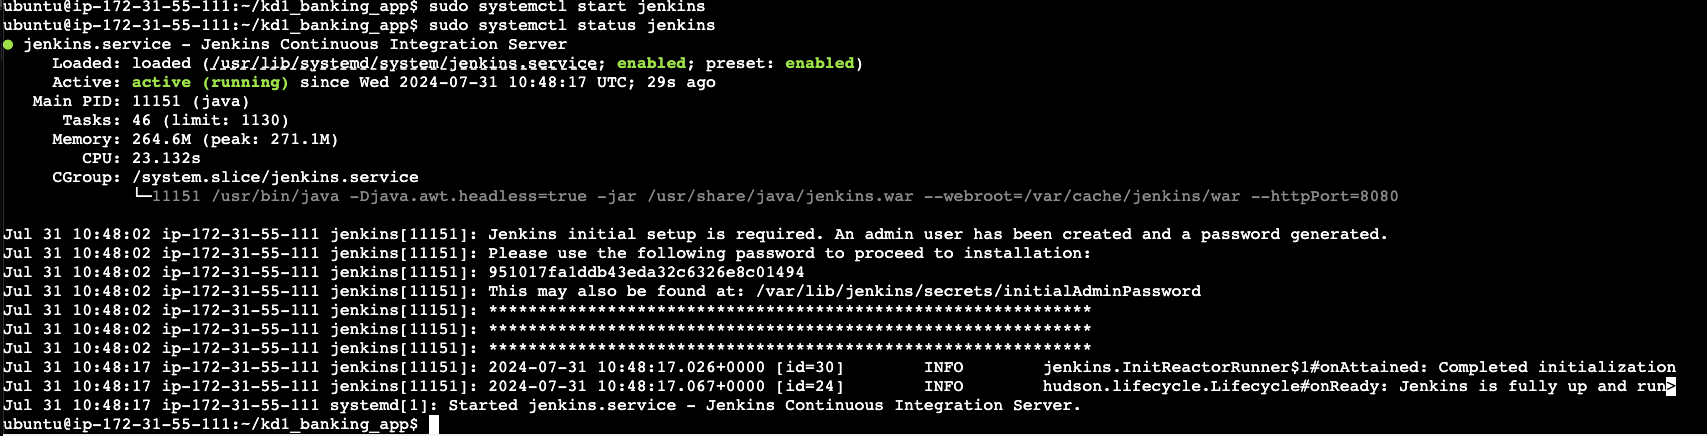 ubuntu@ip-172-31-55-111:~/kd1_banking_app$ sudo systemctl start jenkins
ubuntu@ip-172-31-55-111:~/kd1_banking_app$ sudo systemctl status jenkins
● jenkins.service - Jenkins Continuous Integration Server
     Loaded: loaded (/usr/lib/systemd/system/jenkins.service; enabled; preset: enabled)
     Active: active (running) since Wed 2024-07-31 10:48:17 UTC; 29s ago
   Main PID: 11151 (java)
      Tasks: 46 (limit: 1130)
     Memory: 264.6M (peak: 271.1M)
        CPU: 23.132s
     CGroup: /system.slice/jenkins.service
             └─11151 /usr/bin/java -Djava.awt.headless=true -jar /usr/share/java/jenkins.war --webroot=/var/cache/jenkins/war --httpPort=8080
Jul 31 10:48:02 ip-172-31-55-111 jenkins[11151]: Jenkins initial setup is required. An admin user has been created and a password generated.
Jul 31 10:48:02 ip-172-31-55-111 jenkins[11151]: Please use the following password to proceed to installation:
Jul 31 10:48:02 ip-172-31-55-111 jenkins[11151]: 951017fa1ddb43eda32c6326e8c01494
Jul 31 10:48:02 ip-172-31-55-111 jenkins[11151]: This may also be found at: /var/lib/jenkins/secrets/initialAdminPassword
Jul 31 10:48:02 ip-172-31-55-111 jenkins[11151]: *************************************************************
Jul 31 10:48:02 ip-172-31-55-111 jenkins[11151]: *************************************************************
Jul 31 10:48:02 ip-172-31-55-111 jenkins[11151]: *************************************************************
Jul 31 10:48:17 ip-172-31-55-111 jenkins[11151]: 2024-07-31 10:48:17.026+0000 [id=30]        INFO        jenkins.InitReactorRunner$1#onAttained: Completed initialization
Jul 31 10:48:17 ip-172-31-55-111 jenkins[11151]: 2024-07-31 10:48:17.067+0000 [id=24]        INFO        hudson.lifecycle.Lifecycle#onReady: Jenkins is fully up and run>
Jul 31 10:48:17 ip-172-31-55-111 systemd[1]: Started jenkins.service - Jenkins Continuous Integration Server.
ubuntu@ip-172-31-55-111:~/kd1_banking_app$